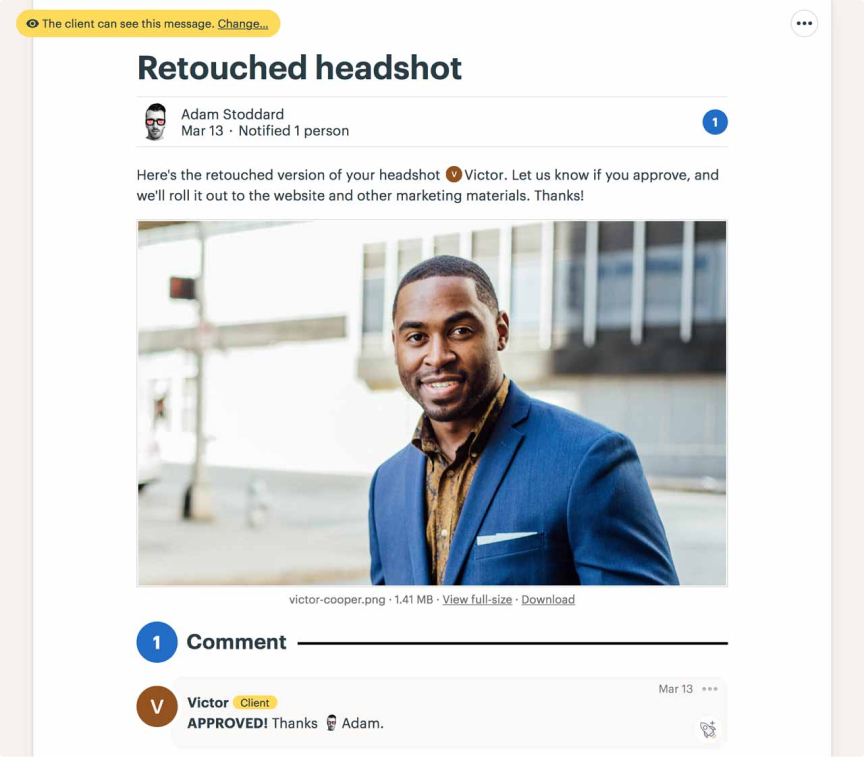 The client can see this message. Change...
Retouched headshot
Adam Stoddard
Mar 13 · Notified 1 person
1
Here's the retouched version of your headshot V Victor. Let us know if you approve, and
we'll roll it out to the website and other marketing materials. Thanks!
victor-cooper.png · 1.41 MB · View full-size · Download
1 Comment
Mar 13
V
Victor Client
APPROVED! Thanks Adam.